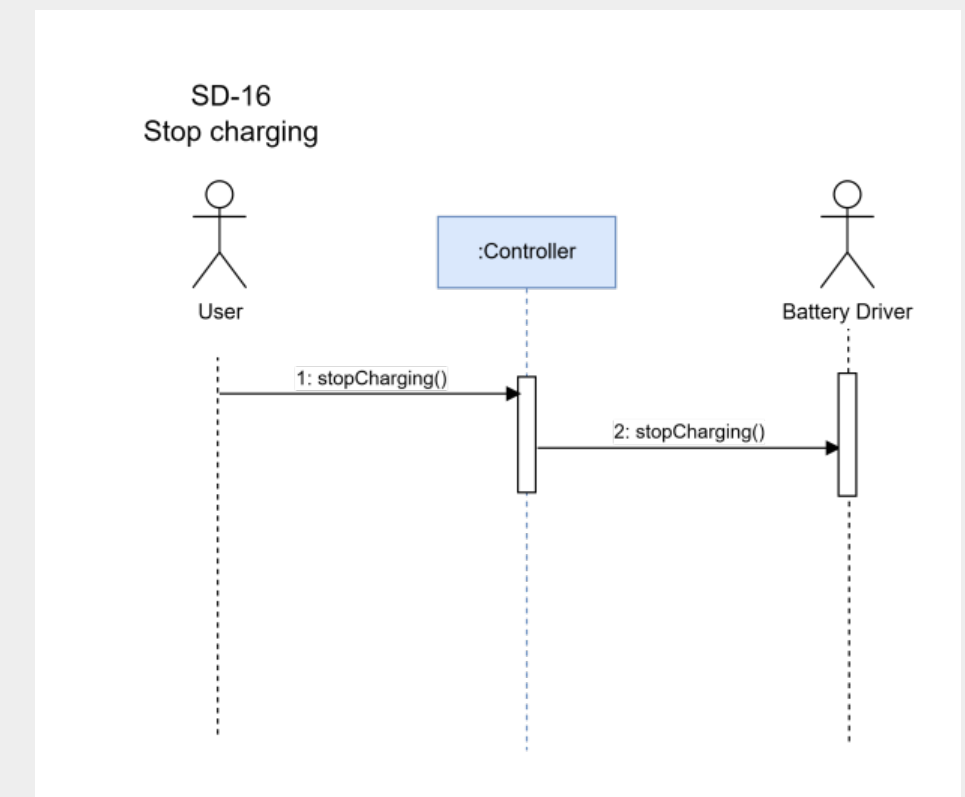 SD-16
Stop charging
:Controller
User
Battery Driver
1: stopCharging()
2: stopCharging()